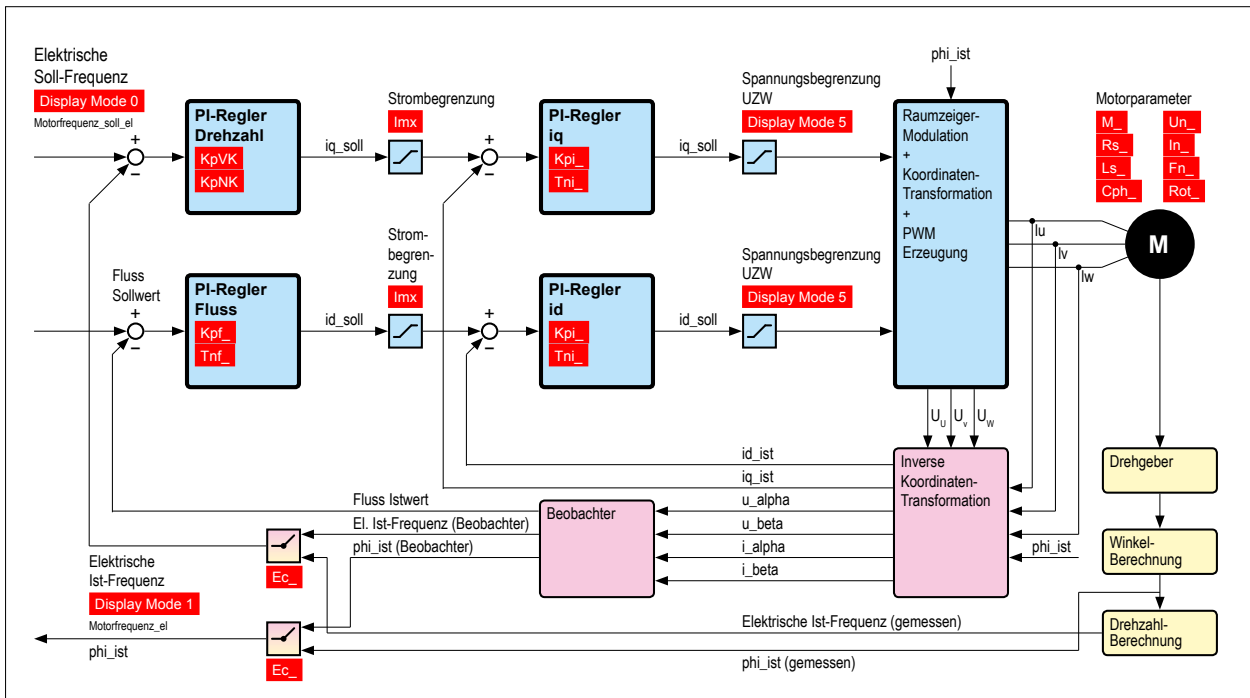 Elektrische
Soll-Frequenz
Display Mode 0
Motorfrequenz_soll_el
+
−
PI-Regler
Drehzahl
KpVK
KpNK
iq_soll
Strombegrenzung
Imx
+
−
PI-Regler
iq
Kpi_
Tni_
iq_soll
Spannungsbegrenzung
UZW
Display Mode 5
phi_ist
Raumzeiger-
Modulation
+
Koordinaten-
Transformation
+
PWM
Erzeugung
Motorparameter
M_
Un_
Rs_
In_
Ls_
Fn_
Cph_
Rot_
Iu
Iv
Iw
M
Fluss
Sollwert
+
−
PI-Regler
Fluss
Kpf_
Tnf_
id_soll
Strom-
begren-
zung
Imx
+
−
PI-Regler
id
Kpi_
Tni_
id_soll
Spannungsbegrenzung
UZW
Display Mode 5
U_U
U_v
U_W
id_ist
iq_ist
Inverse
Koordinaten-
Transformation
Drehgeber
Fluss Istwert
El. Ist-Frequenz (Beobachter)
phi_ist (Beobachter)
Beobachter
u_alpha
u_beta
i_alpha
i_beta
phi_ist
Winkel-
Berechnung
Ec_
Elektrische
Ist-Frequenz
Display Mode 1
Motorfrequenz_el
phi_ist
Ec_
Elektrische Ist-Frequenz (gemessen)
phi_ist (gemessen)
Drehzahl-
Berechnung